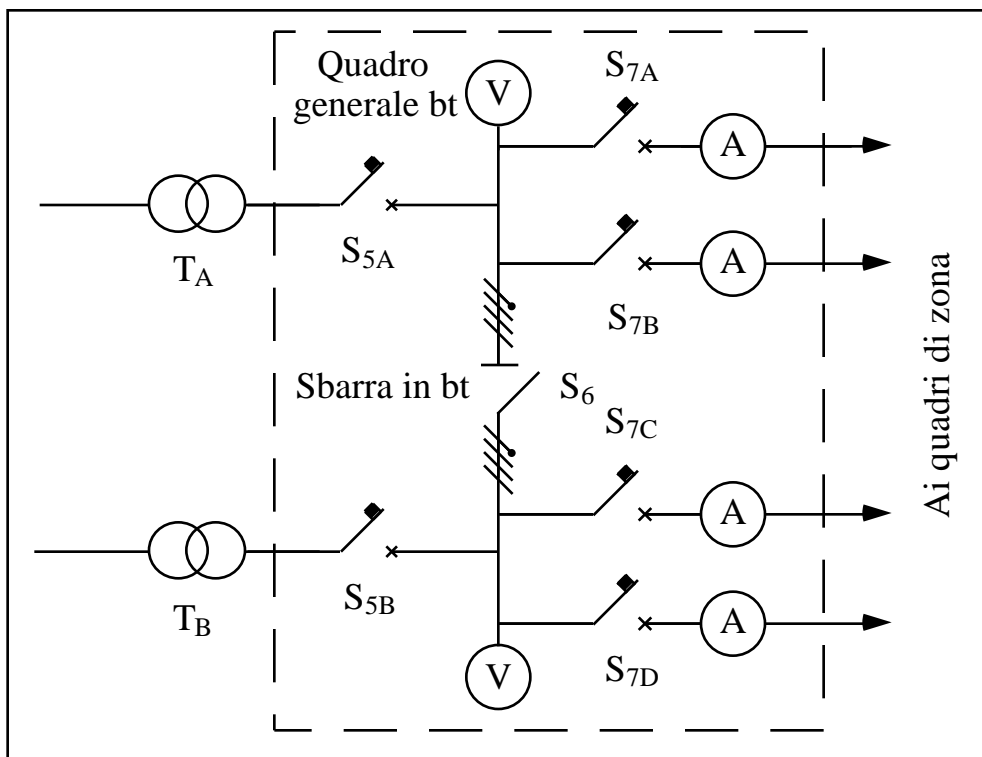 Quadro
generale bt
V
S7A
A
TA
S5A
S7B
A
Sbarra in bt
S6
S7C
A
TB
S5B
S7D
A
V
Ai quadri di zona